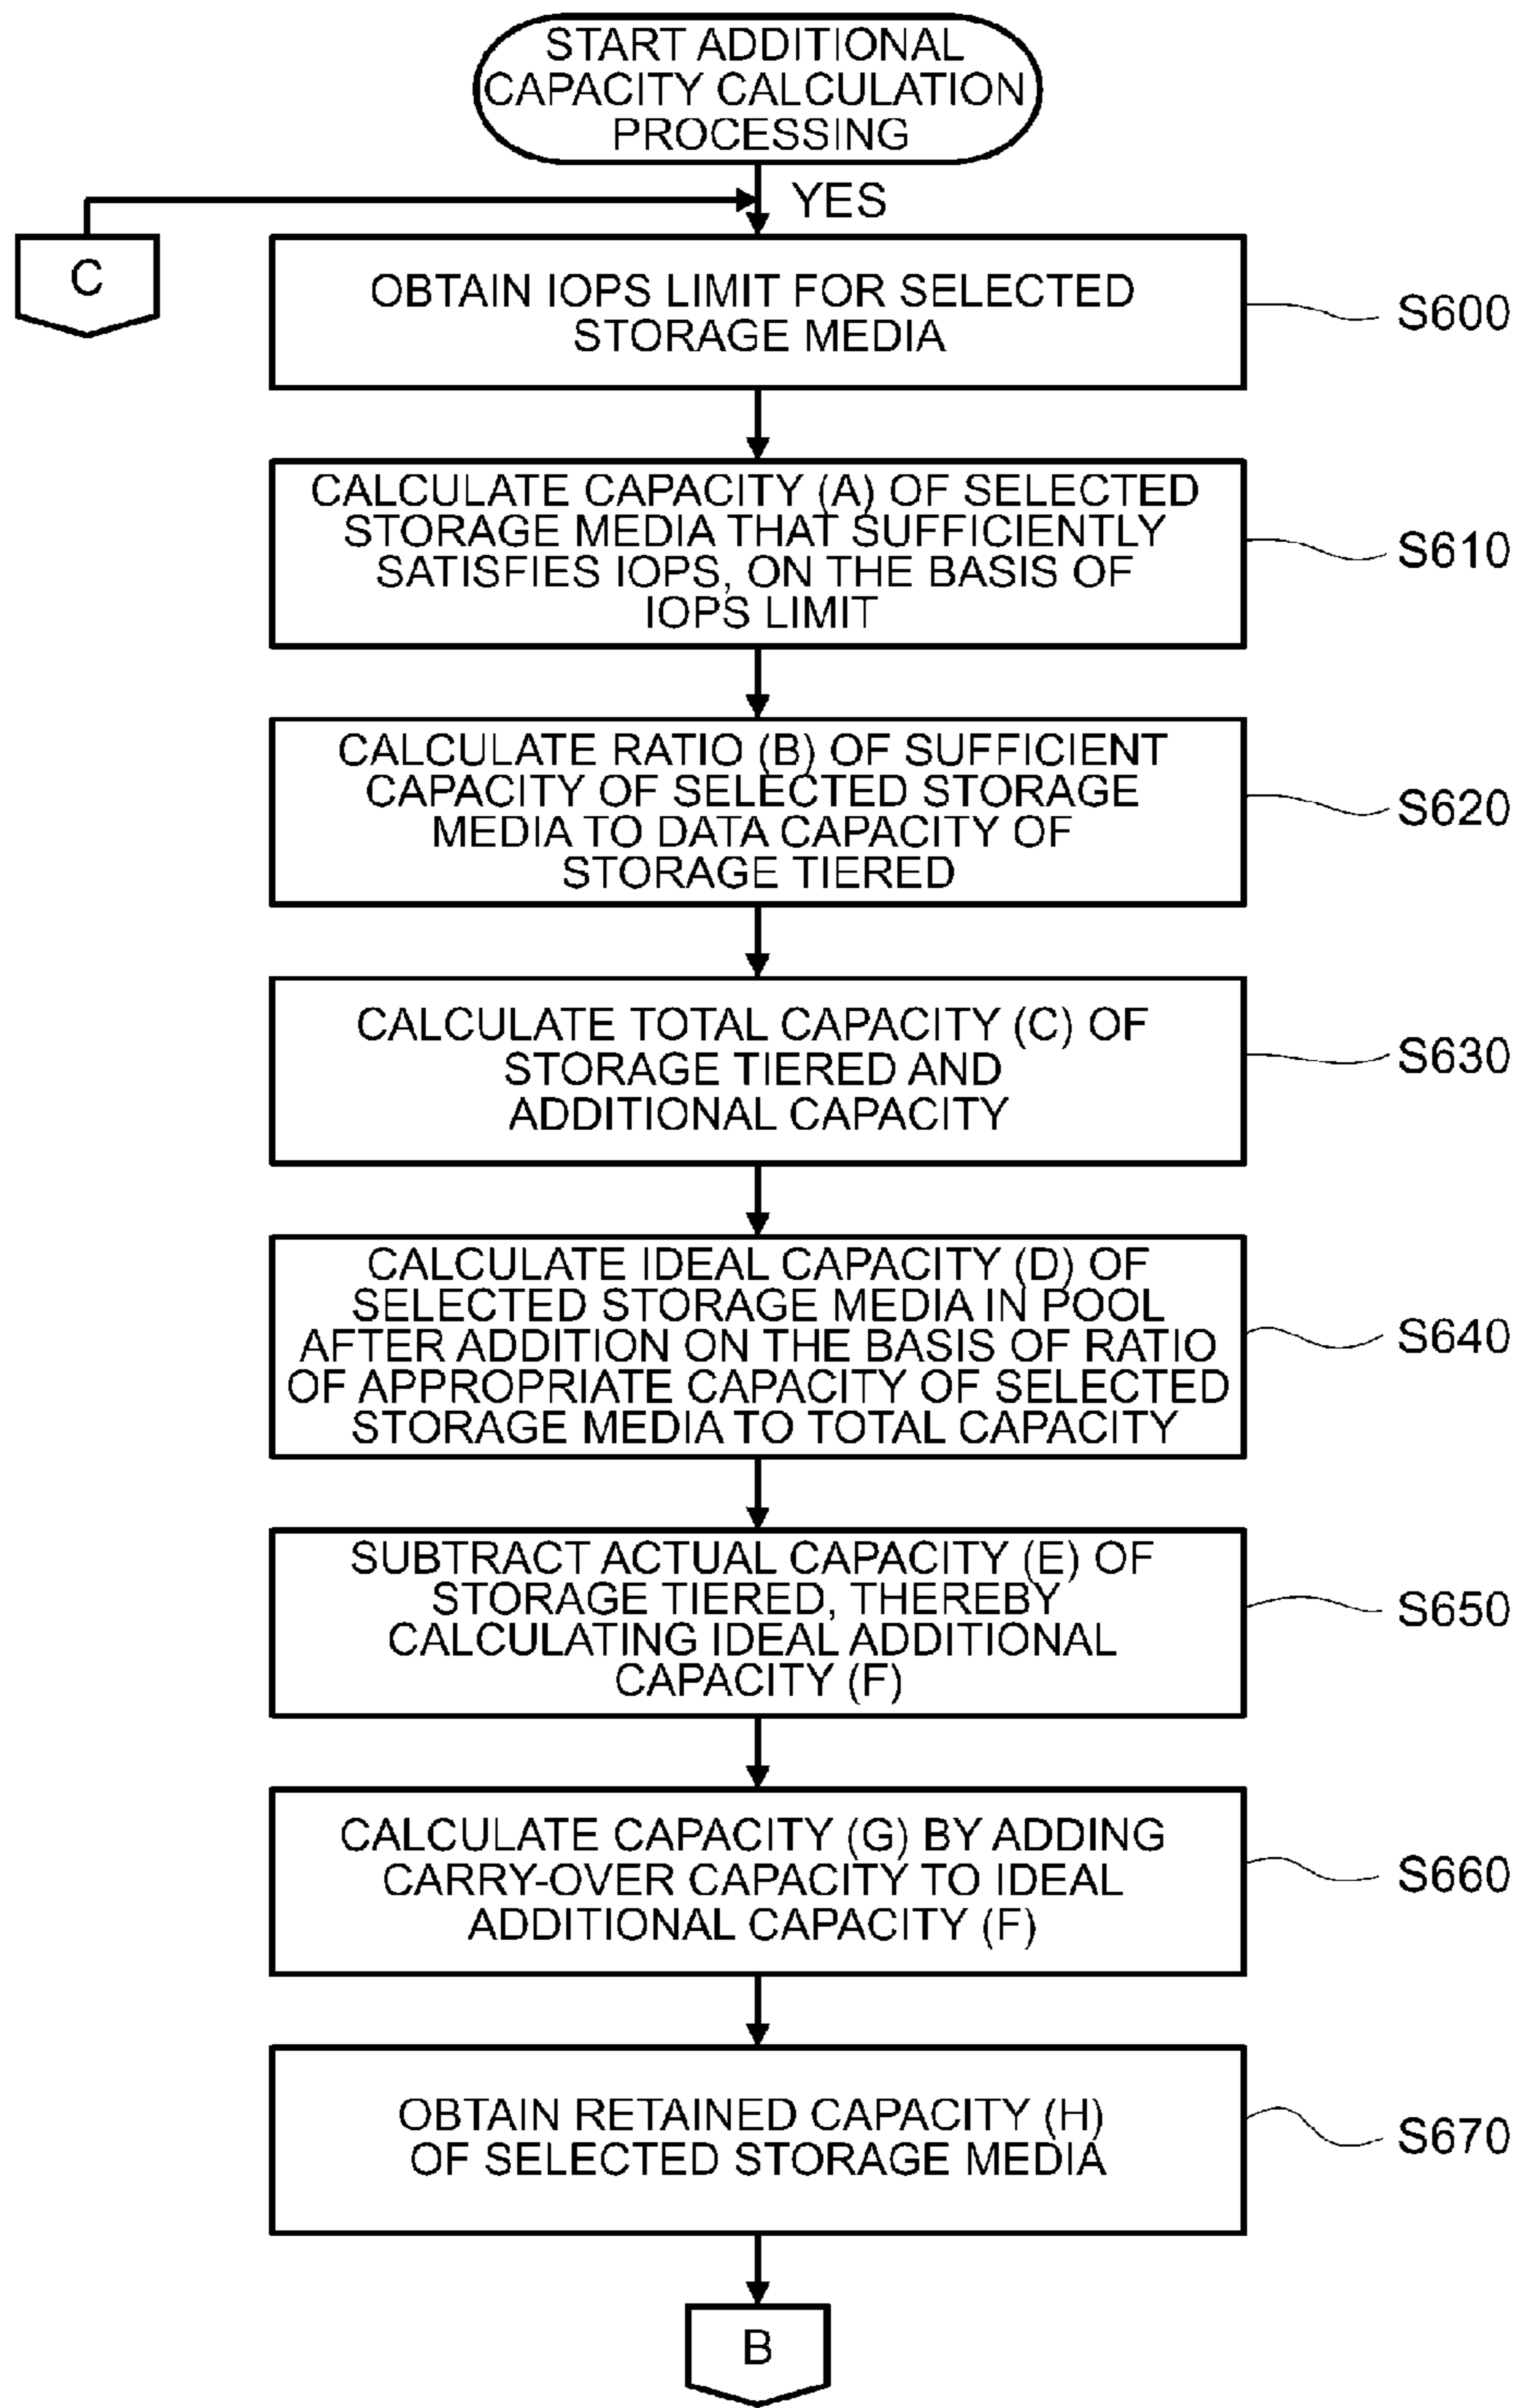 START ADDITIONAL
CAPACITY CALCULATION
PROCESSING
YES
C
OBTAIN IOPS LIMIT FOR SELECTED
STORAGE MEDIA
S600
CALCULATE CAPACITY (A) OF SELECTED
STORAGE MEDIA THAT SUFFICIENTLY
SATISFIES IOPS, ON THE BASIS OF
IOPS LIMIT
S610
CALCULATE RATIO (B) OF SUFFICIENT
CAPACITY OF SELECTED STORAGE
MEDIA TO DATA CAPACITY OF
STORAGE TIERED
S620
CALCULATE TOTAL CAPACITY (C) OF
STORAGE TIERED AND
ADDITIONAL CAPACITY
S630
CALCULATE IDEAL CAPACITY (D) OF
SELECTED STORAGE MEDIA IN POOL
AFTER ADDITION ON THE BASIS OF RATIO
OF APPROPRIATE CAPACITY OF SELECTED
STORAGE MEDIA TO TOTAL CAPACITY
S640
SUBTRACT ACTUAL CAPACITY (E) OF
STORAGE TIERED, THEREBY
CALCULATING IDEAL ADDITIONAL
CAPACITY (F)
S650
CALCULATE CAPACITY (G) BY ADDING
CARRY-OVER CAPACITY TO IDEAL
ADDITIONAL CAPACITY (F)
S660
OBTAIN RETAINED CAPACITY (H)
OF SELECTED STORAGE MEDIA
S670
B